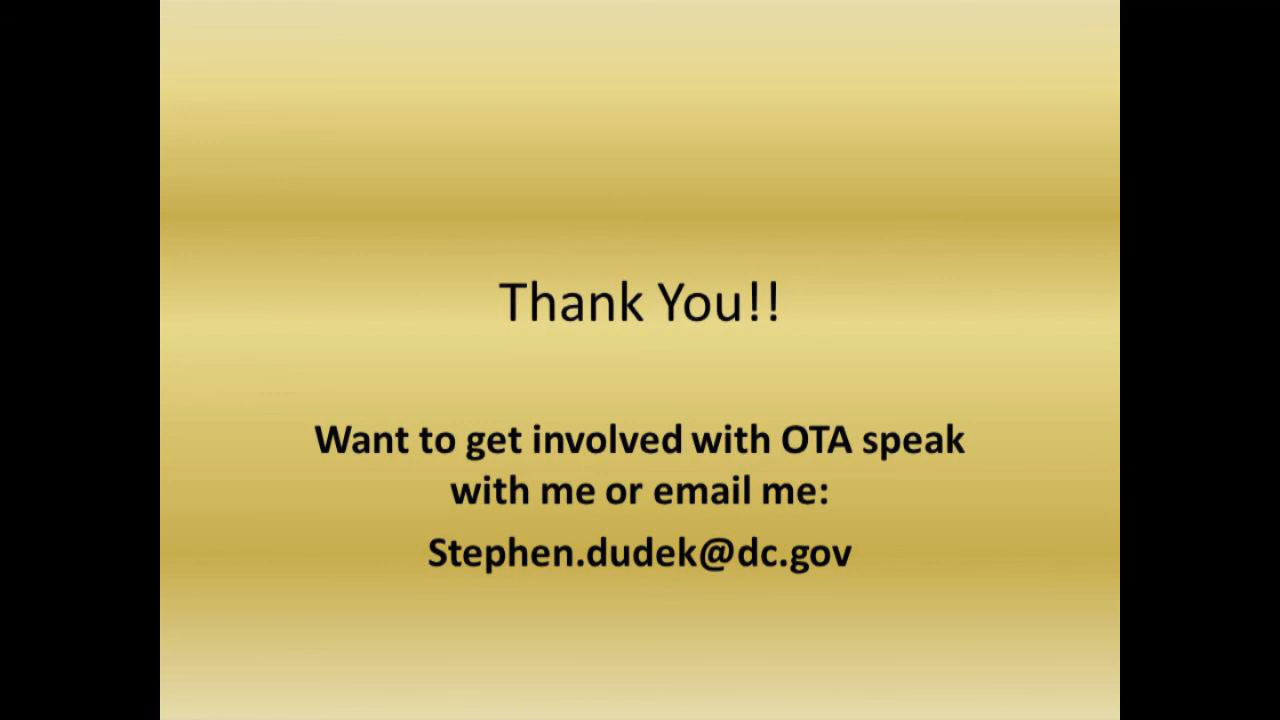 Thank You!!
Want to get involved with OTA speak
with me or email me:
Stephen.dudek@dc.gov